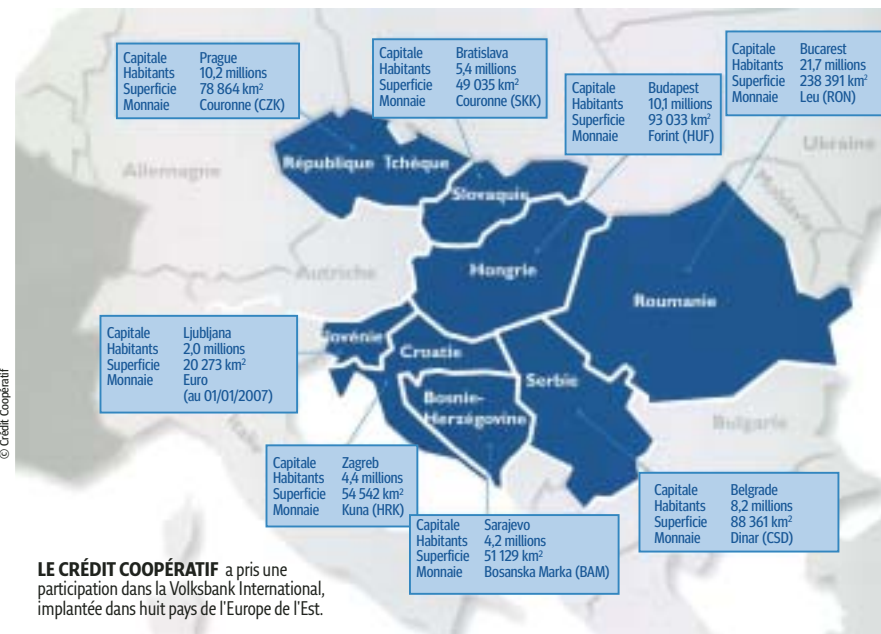 Capitale Prague
Habitants 10,2 millions
Superficie 78 864 km²
Monnaie Couronne (CZK)
Capitale Bratislava
Habitants 5,4 millions
Superficie 49 035 km²
Monnaie Couronne (SKK)
Capitale Budapest
Habitants 10,1 millions
Superficie 93 033 km²
Monnaie Forint (HUF)
Capitale Bucarest
Habitants 21,7 millions
Superficie 238 391 km²
Monnaie Leu (RON)
Ukraine
Allemagne
République Tchèque
Moldavie
Slovaquie
Autriche
Hongrie
Roumanie
Capitale Ljubljana
Habitants 2,0 millions
Superficie 20 273 km²
Monnaie Euro
(au 01/01/2007)
Slovénie
Croatie
Serbie
Bosnie-
Herzégovine
Bulgarie
Italie
© Crédit Coopératif
Capitale Zagreb
Habitants 4,4 millions
Superficie 54 542 km²
Monnaie Kuna (HRK)
Capitale Sarajevo
Habitants 4,2 millions
Superficie 51 129 km²
Monnaie Bosanska Marka (BAM)
Capitale Belgrade
Habitants 8,2 millions
Superficie 88 361 km²
Monnaie Dinar (CSD)
LE CRÉDIT COOPÉRATIF a pris une
participation dans la Volksbank International,
implantée dans huit pays de l'Europe de l'Est.